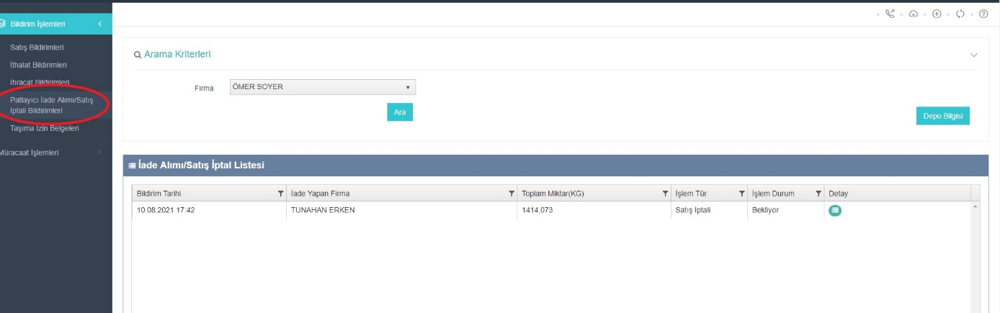 Bildirim İşlemleri
Satış Bildirimleri
İthalat Bildirimleri
İhracat Bildirimleri
Patlayıcı İade Alımı/Satış
İptali Bildirimleri
Taşıma İzin Belgeleri
Müracaat İşlemleri
Arama Kriterleri
Firma ÖMER SOYER
Ara
Depo Bilgisi
İade Alımı/Satış İptal Listesi
Bildirim Tarihi İade Yapan Firma Toplam Miktar(KG) İşlem Tür İşlem Durum Detay
10.08.2021 17:42 TUNAHAN ERKEN 1414,073 Satış İptali Bekliyor